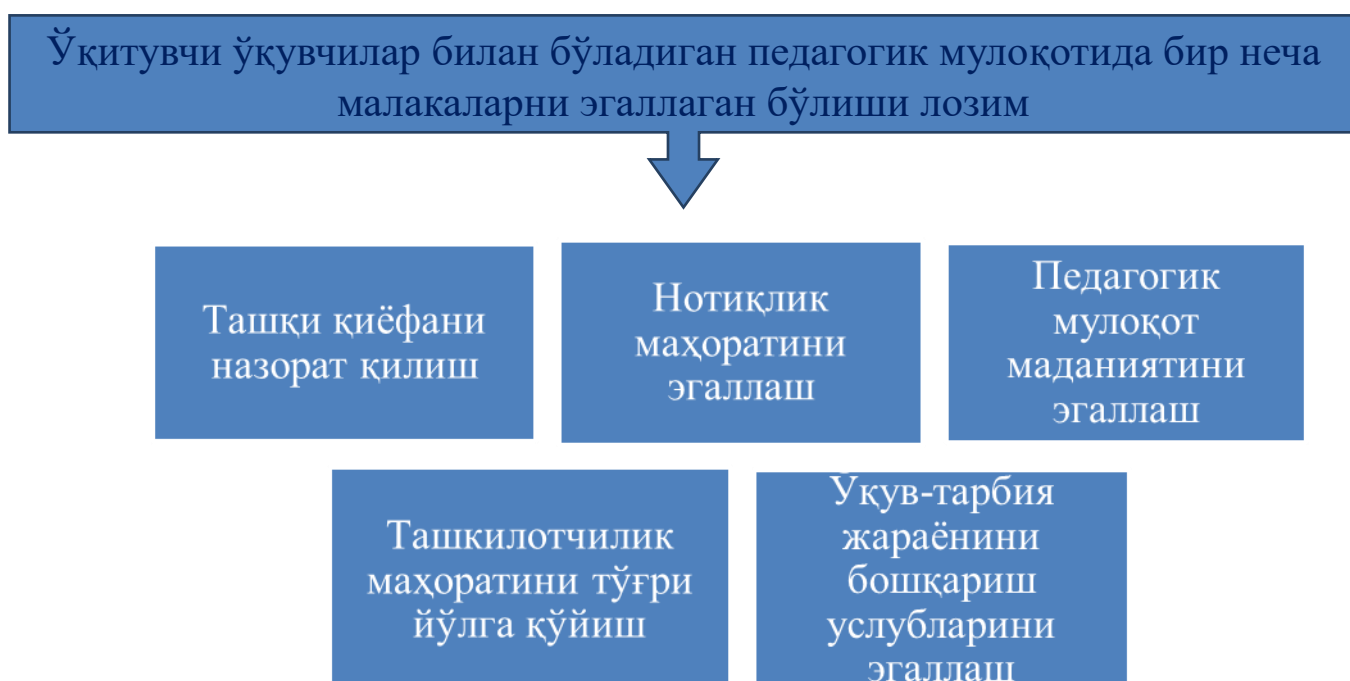 Ўқитувчи ўқувчилар билан бўладиган педагогик мулоқотида бир неча
малакаларни эгаллаган бўлиши лозим
Ташқи қиёфани
назорат қилиш
Нотиқлик
маҳоратини
эгаллаш
Педагогик
мулоқот
маданиятини
эгаллаш
Ташкилотчилик
маҳоратини тўғри
йўлга қўйиш
Ўқув-тарбия
жараёнини
бошқариш
услубларини
эгаллаш